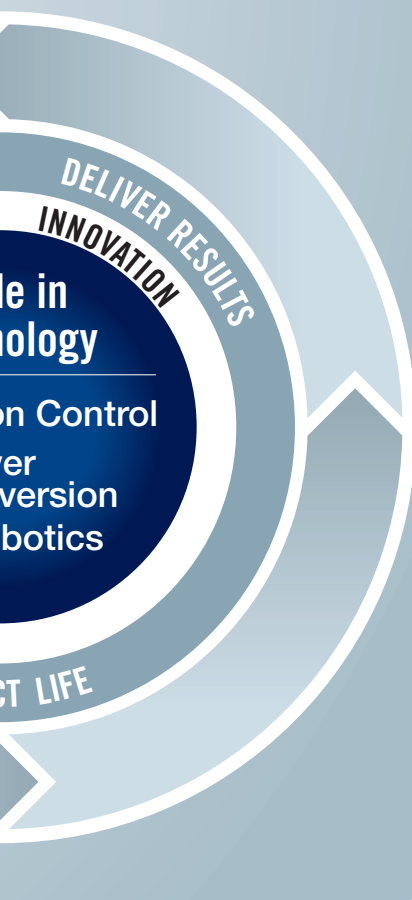 DELIVER RESULTS
INNOVATION
le in
nology
on Control
ver
version
botics
CT LIFE